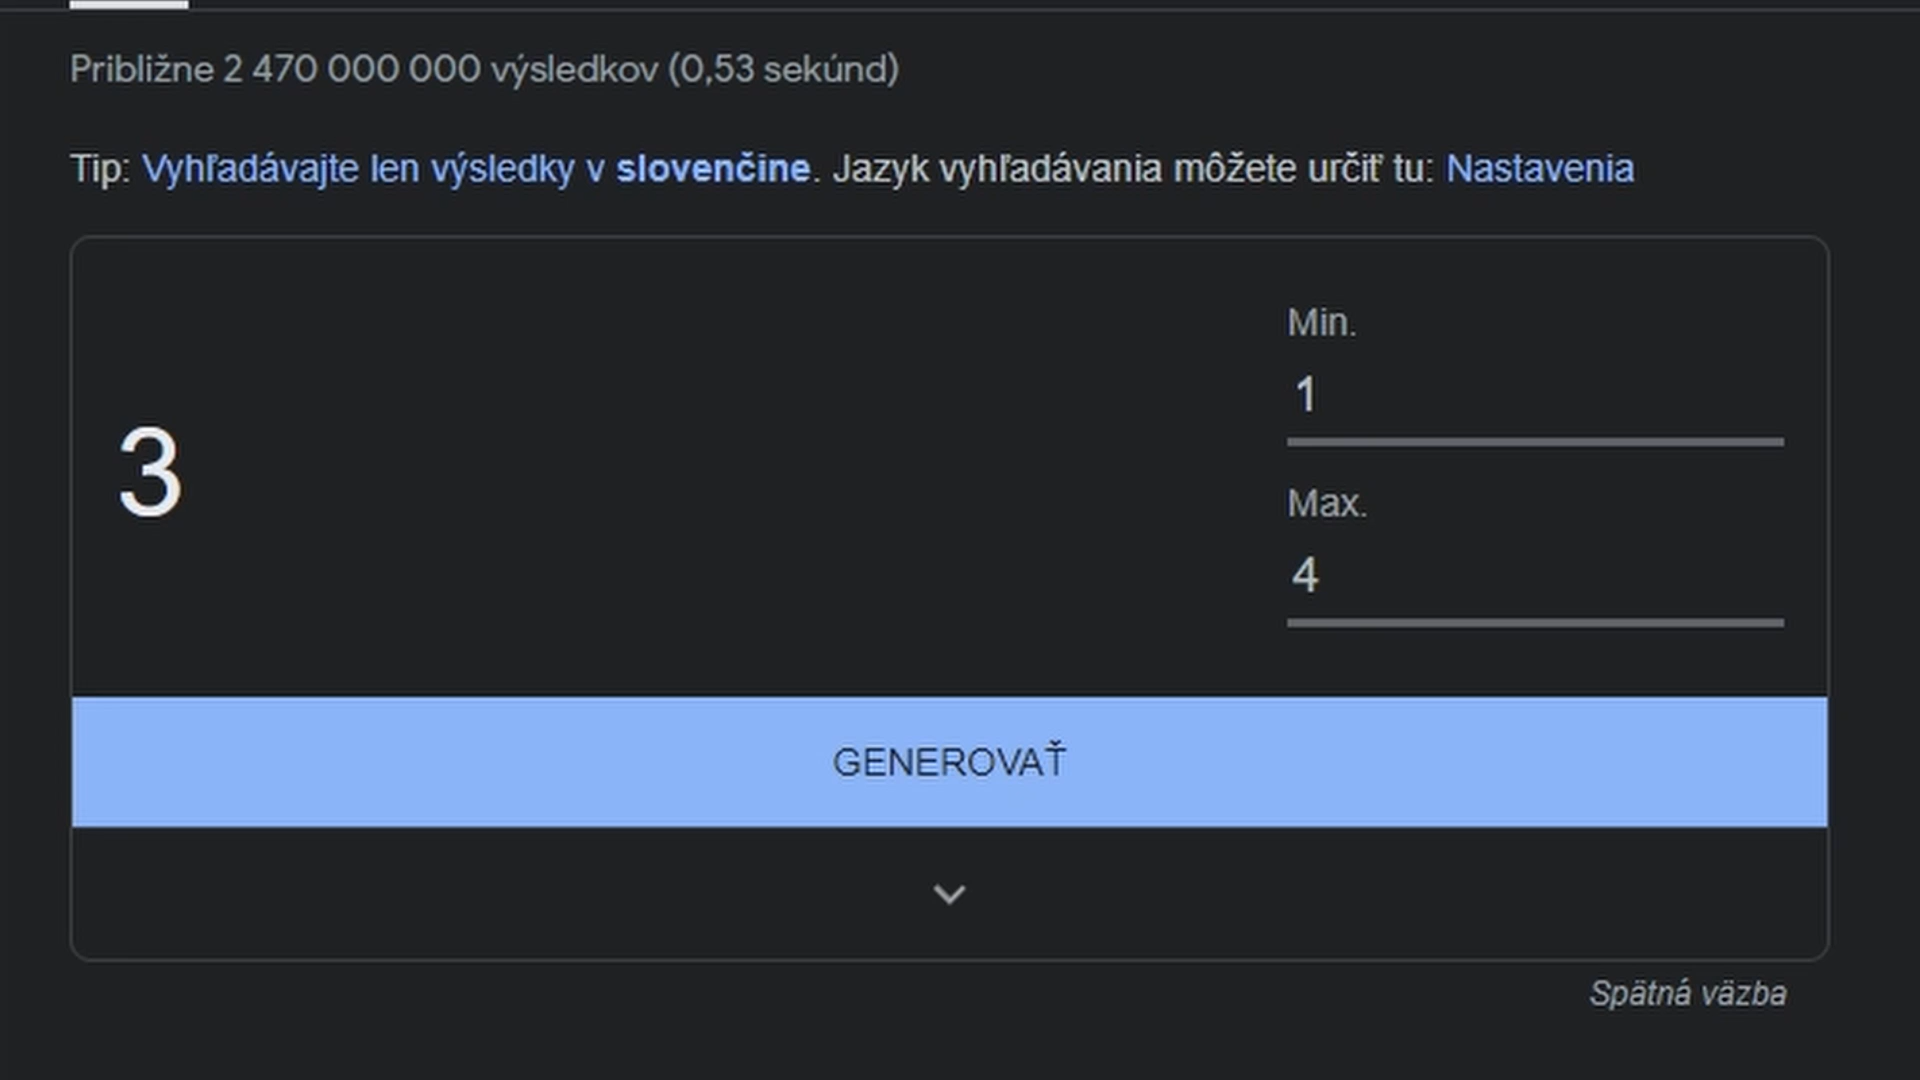 Približne 2 470 000 000 výsledkov (0,53 sekúnd)
Tip: Vyhľadávajte len výsledky v slovenčine. Jazyk vyhľadávania môžete určiť tu: Nastavenia
Min.
1
3
Max.
4
GENEROVAŤ
Spätná väzba